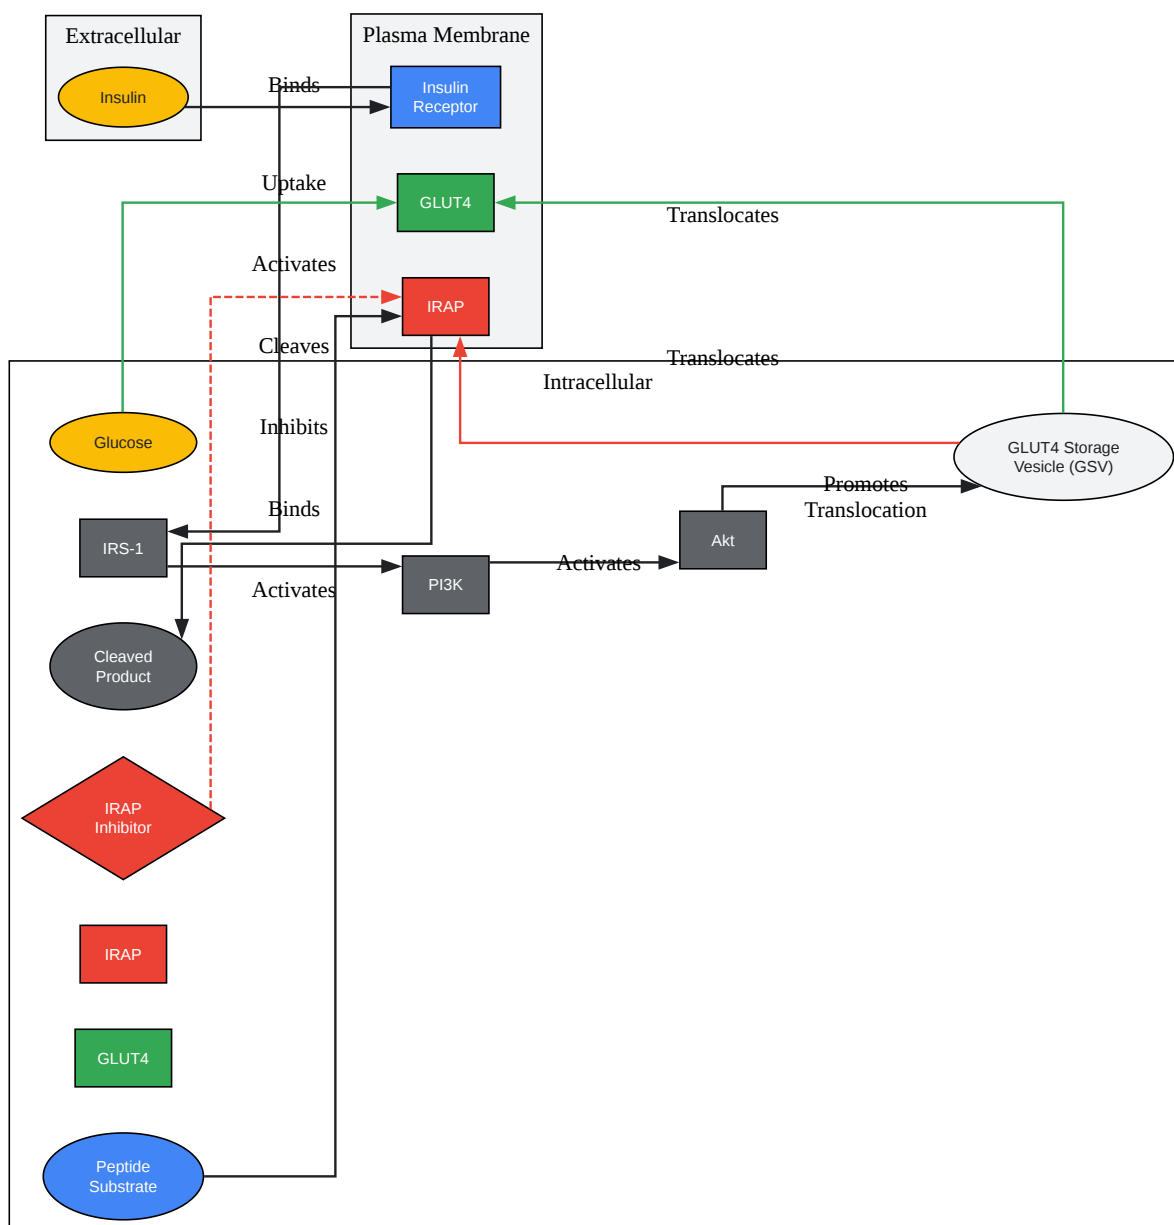 Extracellular
Plasma Membrane
Insulin
Binds
Insulin
Receptor
Uptake
GLUT4
Translocates
Activates
IRAP
Cleaves
Translocates
Intracellular
Glucose
Inhibits
GLUT4 Storage
Vesicle (GSV)
Promotes
Translocation
Binds
IRS-1
Akt
Activates
PI3K
Activates
Cleaved
Product
IRAP
Inhibitor
IRAP
GLUT4
Peptide
Substrate